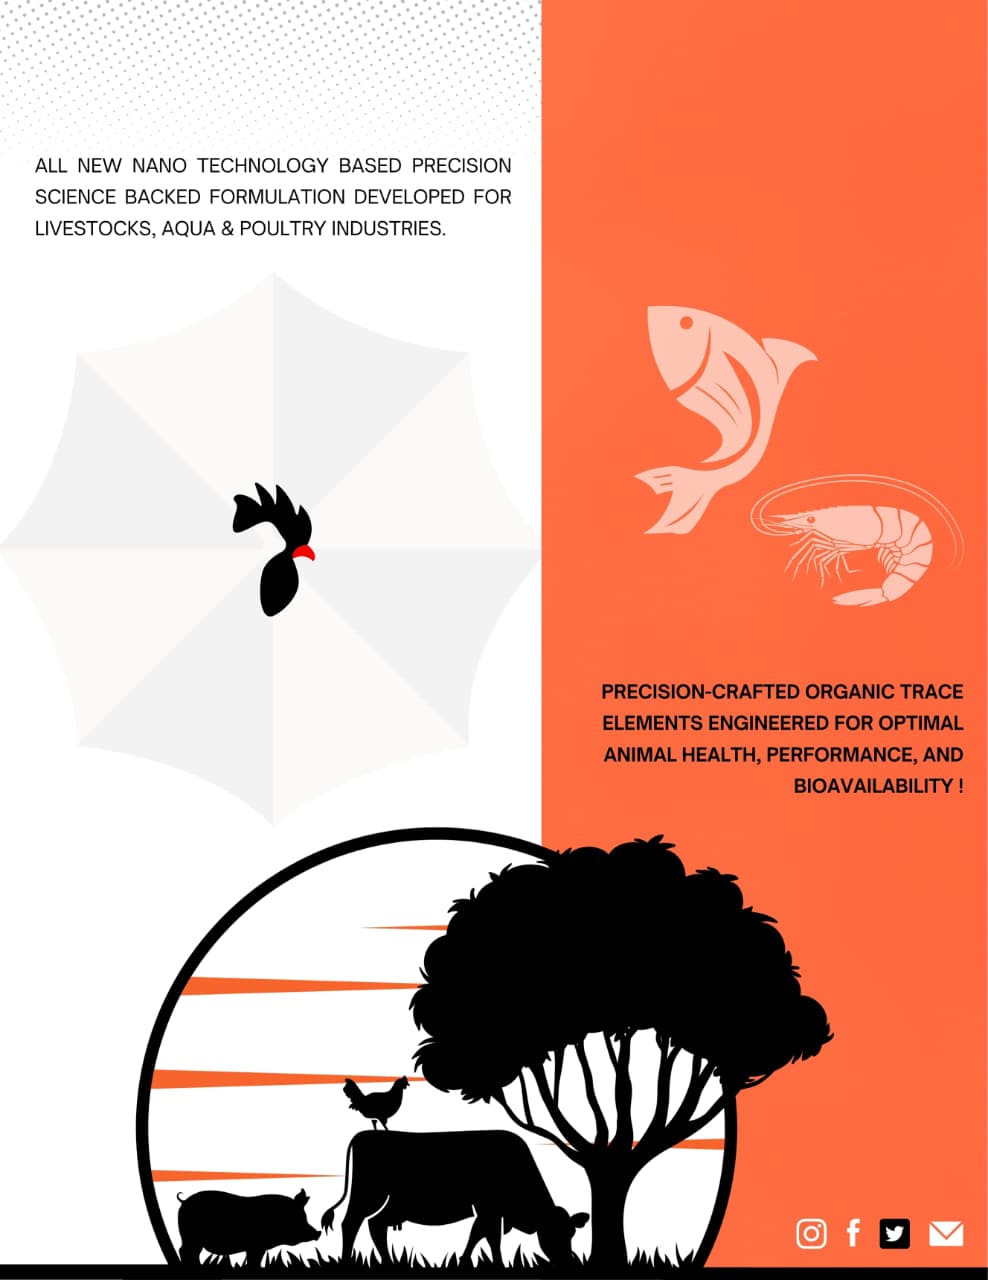 ALL NEW NANO TECHNOLOGY BASED PRECISION
SCIENCE BACKED FORMULATION DEVELOPED FOR
LIVESTOCKS, AQUA & POULTRY INDUSTRIES.
PRECISION-CRAFTED ORGANIC TRACE
ELEMENTS ENGINEERED FOR OPTIMAL
ANIMAL HEALTH, PERFORMANCE, AND
BIOAVAILABILITY !